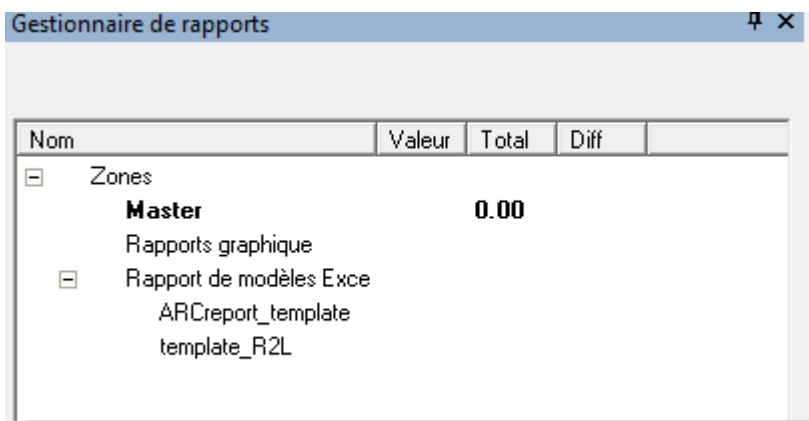 Gestionnaire de rapports
Nom Valeur Total Diff
Zones
Master 0.00
Rapports graphique
Rapport de modèles Exce
ARCreport_template
template_R2L